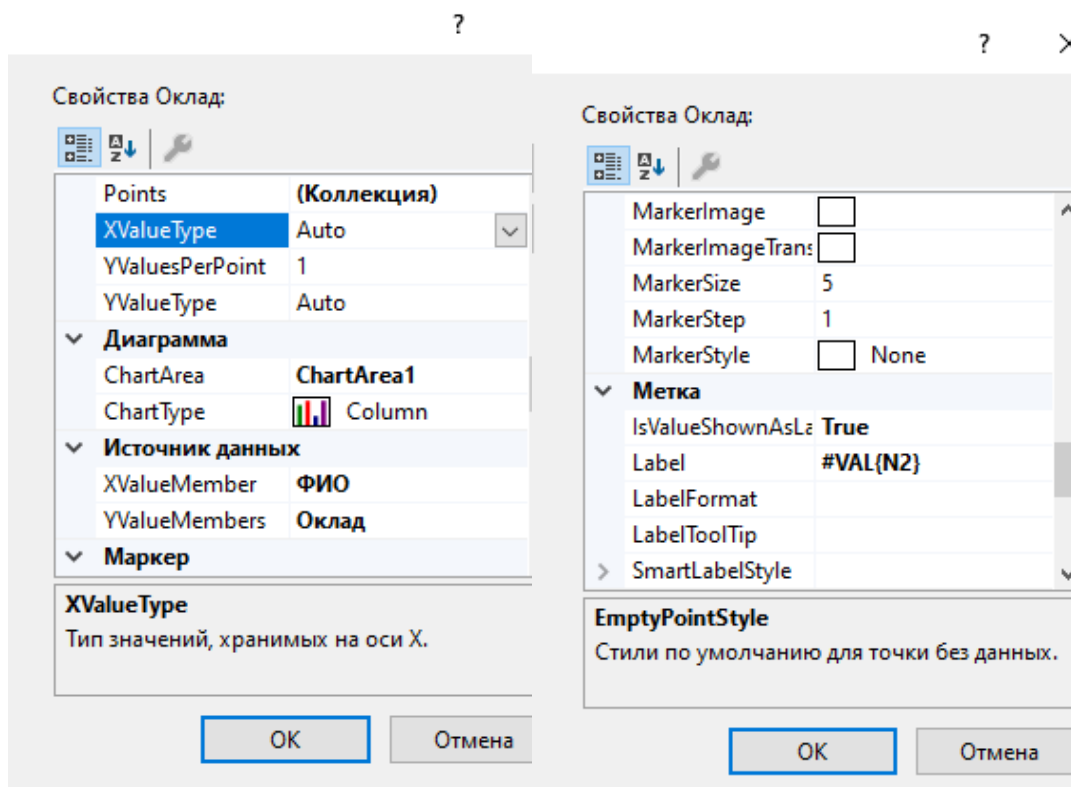 ?
Свойства Оклад:
Points (Коллекция)
XValueType Auto
YValuesPerPoint 1
YValueType Auto
Диаграмма
ChartArea ChartArea1
ChartType Column
Источник данных
XValueMember ФИО
YValueMembers Оклад
Маркер
XValueType
Тип значений, хранимых на оси X.
OK Отмена
?
Свойства Оклад:
MarkerImage
MarkerImageTrans
MarkerSize 5
MarkerStep 1
MarkerStyle None
Метка
IsValueShownAsLa True
Label #VAL{N2}
LabelFormat
LabelToolTip
SmartLabelStyle
EmptyPointStyle
Стили по умолчанию для точки без данных.
OK Отмена